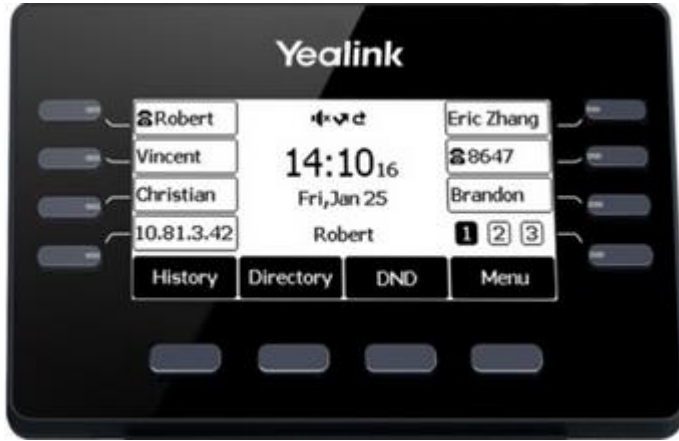 Yealink
Robert
Eric Zhang
Vincent
14:10 16
8647
Christian
Fri,Jan 25
Brandon
10.81.3.42
Robert
1 2 3
History Directory DND Menu